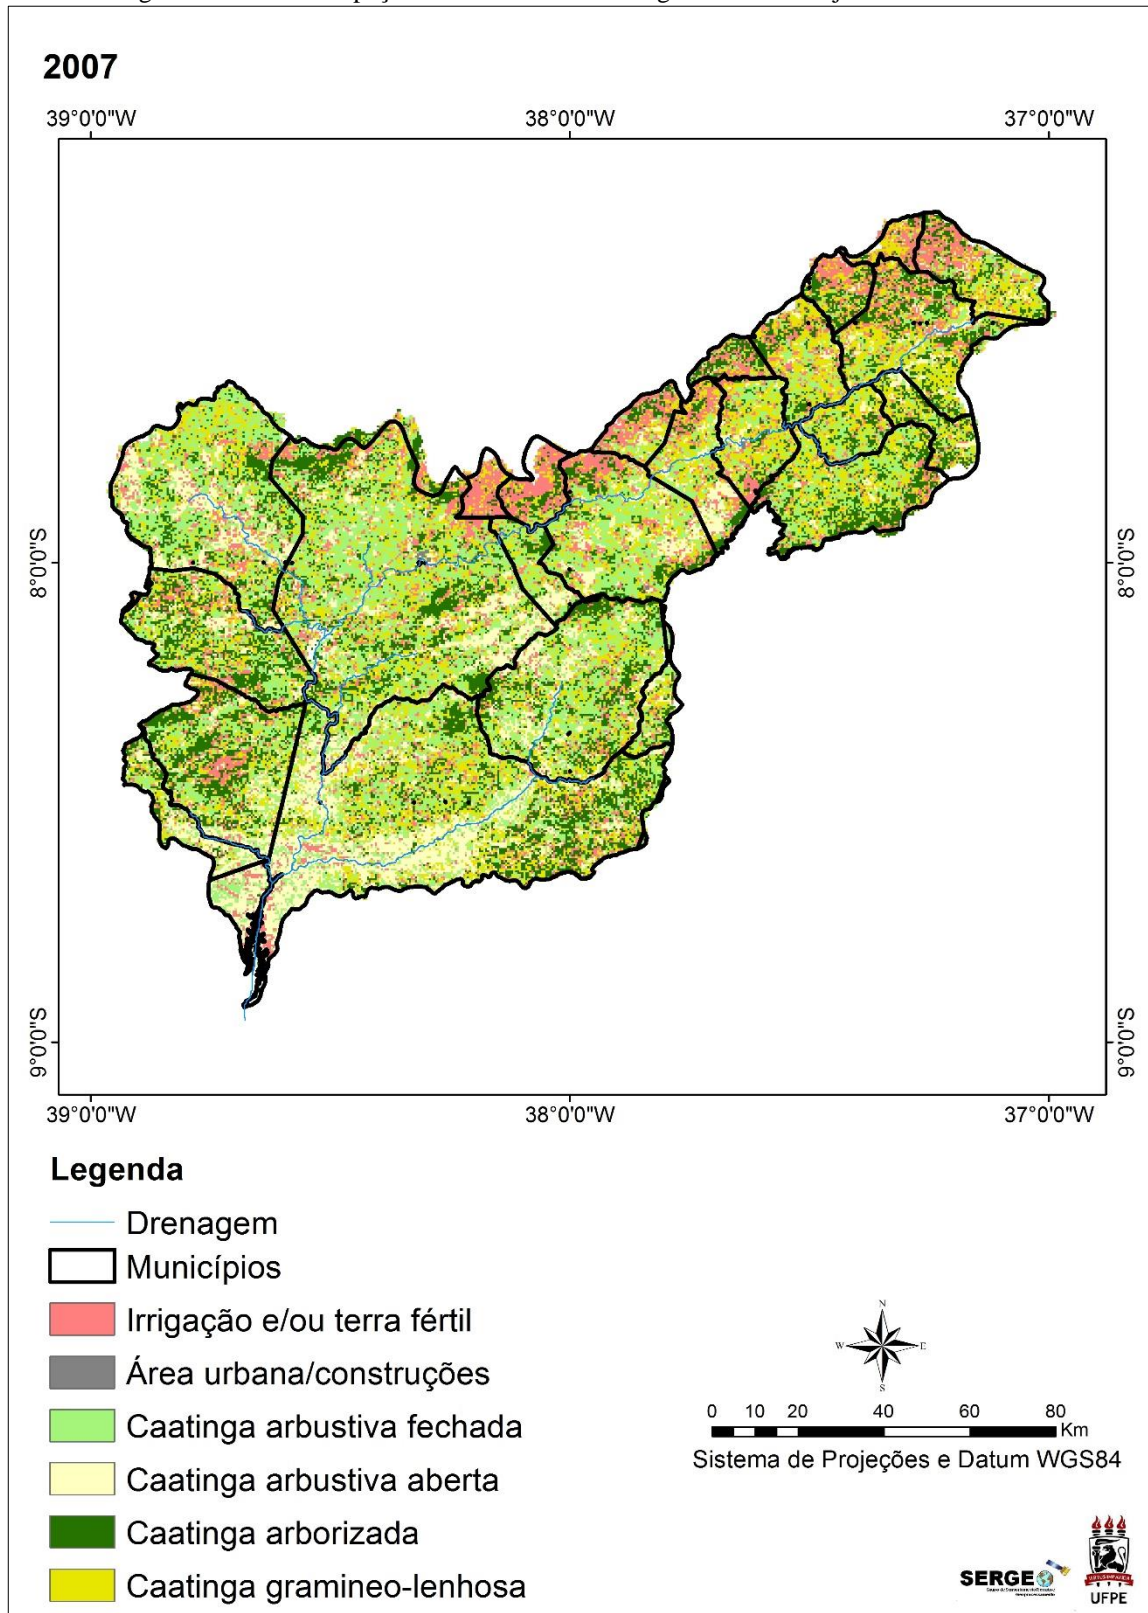 2007
39°0'0"W 38°0'0"W 37°0'0"W
8°0'0"S 8°0'0"S
9°0'0"S 9°0'0"S
39°0'0"W 38°0'0"W 37°0'0"W
Legenda
Drenagem
Municípios
Irrigação e/ou terra fértil
Área urbana/construções
Caatinga arbustiva fechada
Caatinga arbustiva aberta
Caatinga arborizada
Caatinga gramineo-lenhosa
N
W E
S
0 10 20 40 60 80
Km
Sistema de Projeções e Datum WGS84
SERGEO
UFPE